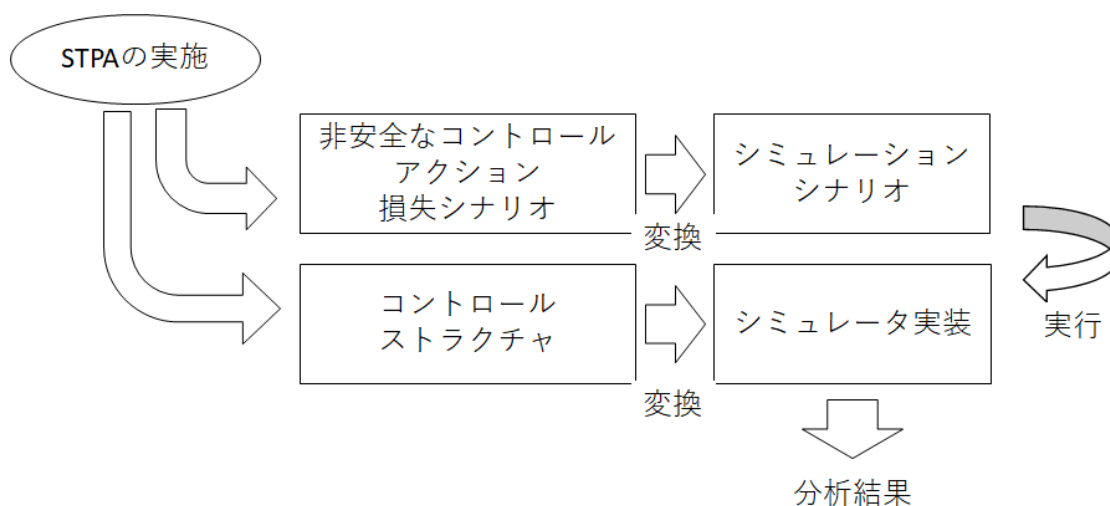 STPAの実施
非安全なコントロール
アクション
損失シナリオ
変換
シミュレーション
シナリオ
コントロール
ストラクチャ
変換
シミュレータ実装
実行
分析結果